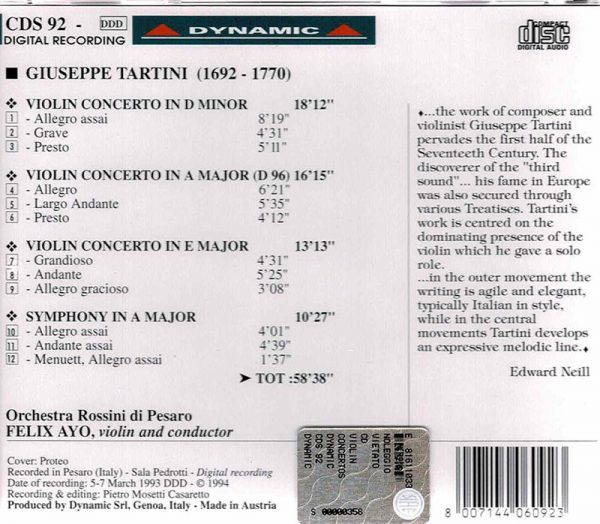 CDS 92 - DDD
DIGITAL RECORDING
DYNAMIC
COMPACT
disc
DIGITAL AUDIO
■ GIUSEPPE TARTINI (1692 - 1770)
❖ VIOLIN CONCERTO IN D MINOR 18'12"
1 - Allegro assai 8'19"
2 - Grave 4'31"
3 - Presto 5'11"
❖ VIOLIN CONCERTO IN A MAJOR (D 96) 16'15"
4 - Allegro 6'21"
5 - Largo Andante 5'35"
6 - Presto 4'12"
❖ VIOLIN CONCERTO IN E MAJOR 13'13"
7 - Grandioso 4'31"
8 - Andante 5'25"
9 - Allegro gracioso 3'08"
❖ SYMPHONY IN A MAJOR 10'27"
10 - Allegro assai 4'01"
11 - Andante assai 4'39"
12 - Menuett, Allegro assai 1'37"
➤ TOT :58'38"
♦...the work of composer and
violinist Giuseppe Tartini
pervades the first half of the
Seventeeth Century. The
discoverer of the "third
sound"... his fame in Europe
was also secured through
various Treatises. Tartini's
work is centred on the
dominating presence of the
violin which he gave a solo
role.
...in the outer movement the
writing is agile and elegant,
typically Italian in style,
while in the central
movements Tartini develops
an expressive melodic line.♦
Edward Neill
Orchestra Rossini di Pesaro
FELIX AYO, violin and conductor
Cover: Proteo
Recorded in Pesaro (Italy) - Sala Pedrotti - Digital recording
Date of recording: 5-7 March 1993 DDD - © 1994
Recording & editing: Pietro Mosetti Casaretto
Produced by Dynamic Srl, Genoa, Italy - Made in Austria
E 81611033
NOLEGGIO
VIETATO
CD
VIOLIN
CONCERTOS
DYNAMIC
CDS 92
S 00000358
8 007144 060923